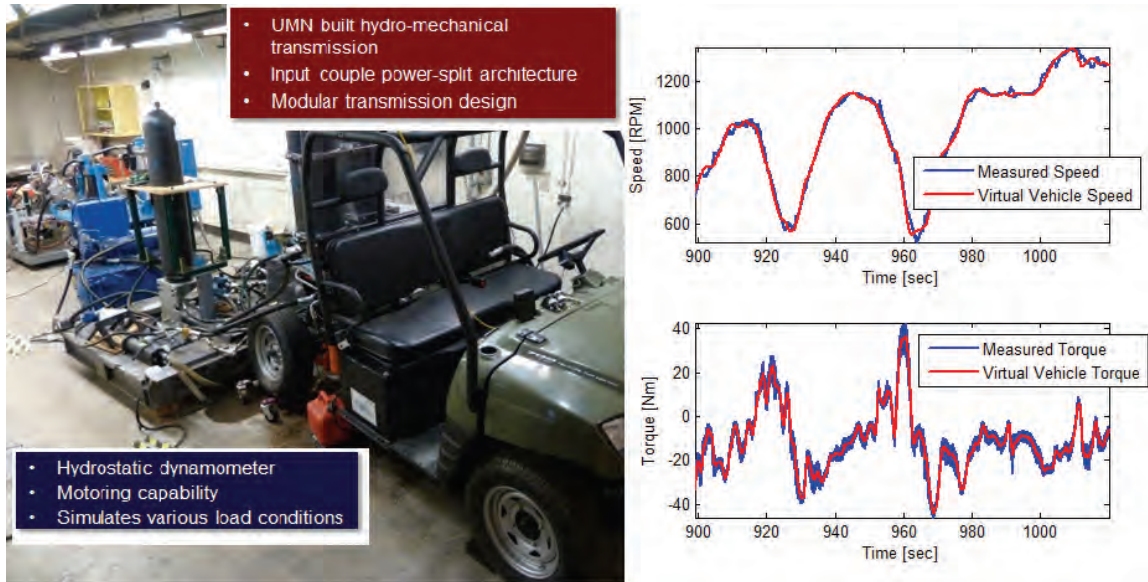 • UMN built hydro-mechanical
transmission
• Input couple power-split architecture
• Modular transmission design
• Hydrostatic dynamometer
• Motoring capability
• Simulates various load conditions
1200
1000
800
600
Speed [RPM]
Measured Speed
Virtual Vehicle Speed
900 920 940 960 980 1000
Time [sec]
40
20
0
-20
-40
Torque [Nm]
Measured Torque
Virtual Vehicle Torque
900 920 940 960 980 1000
Time [sec]